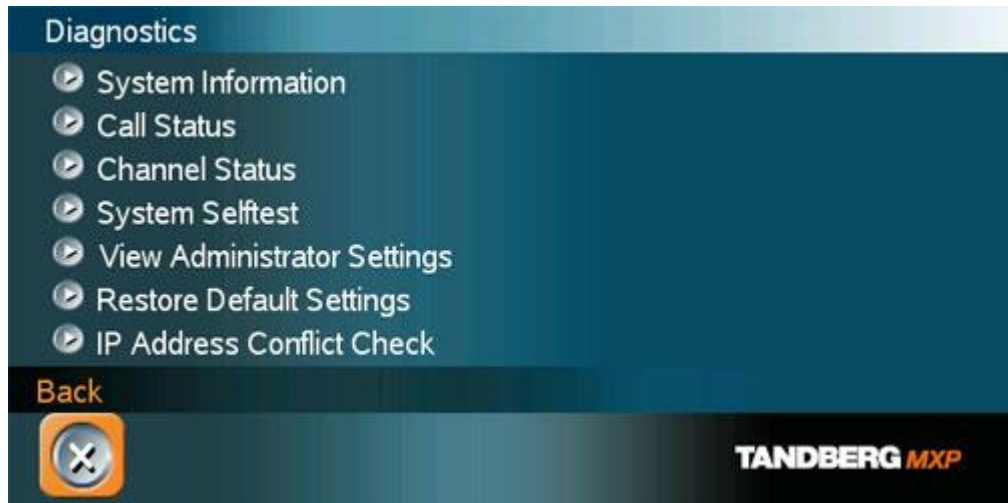 Diagnostics
System Information
Call Status
Channel Status
System Selftest
View Administrator Settings
Restore Default Settings
IP Address Conflict Check
Back
TANDBERG MXP